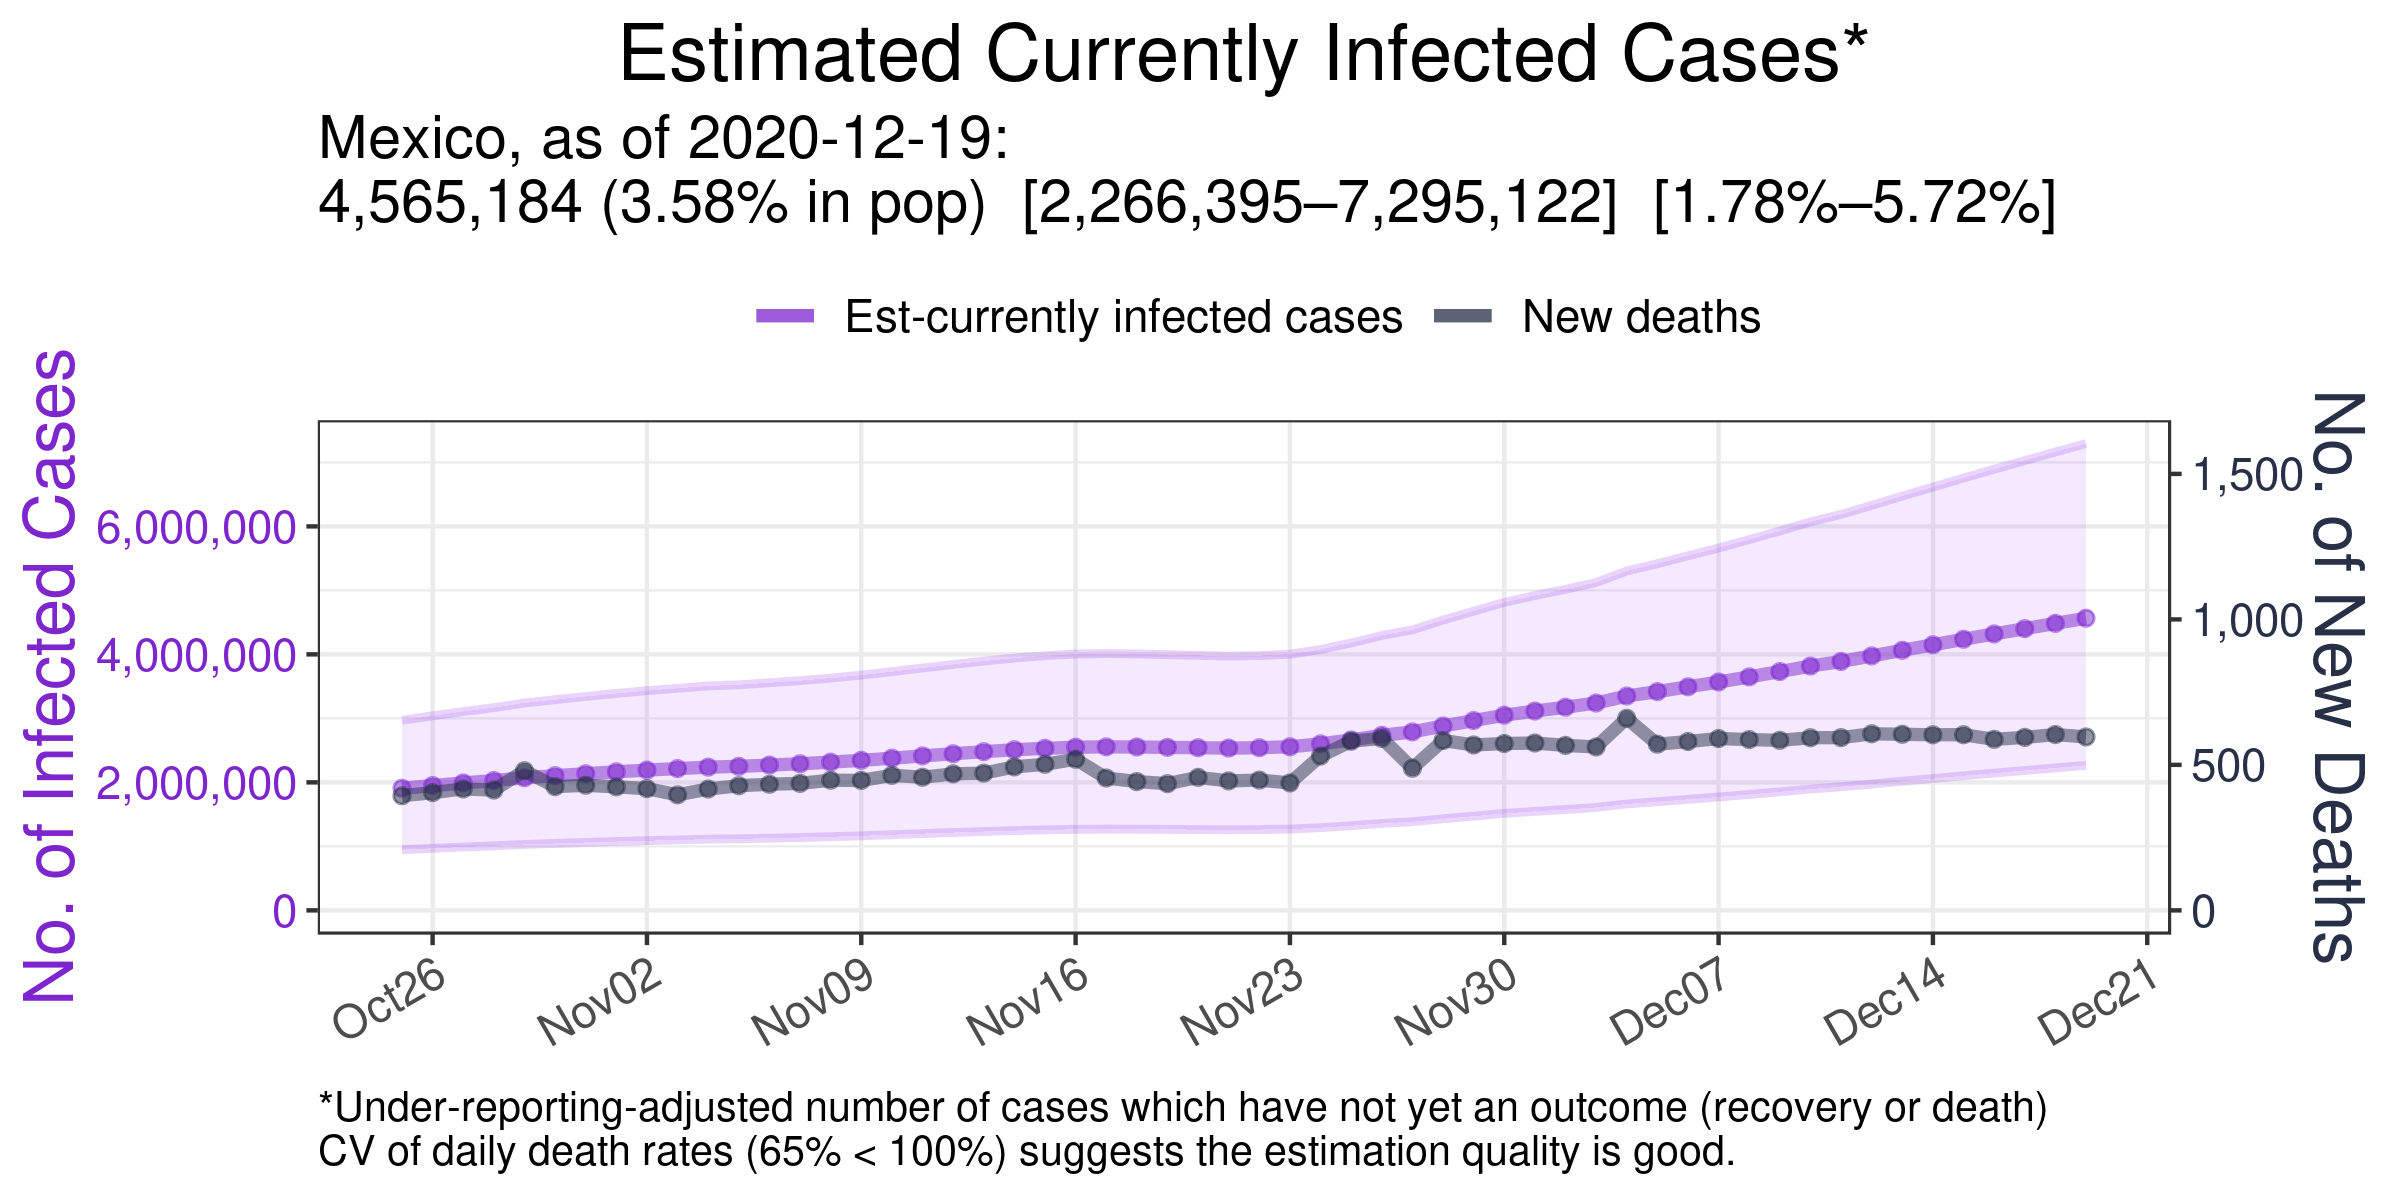 Estimated Currently Infected Cases*
Mexico, as of 2020-12-19:
4,565,184 (3.58% in pop) [2,266,395–7,295,122] [1.78%–5.72%]
Est-currently infected cases
New deaths
No. of Infected Cases
6,000,000
4,000,000
2,000,000
0
1,500
1,000
500
0
No. of New Deaths
Oct26
Nov02
Nov09
Nov16
Nov23
Nov30
Dec07
Dec14
Dec21
*Under-reporting-adjusted number of cases which have not yet an outcome (recovery or death)
CV of daily death rates (65% < 100%) suggests the estimation quality is good.